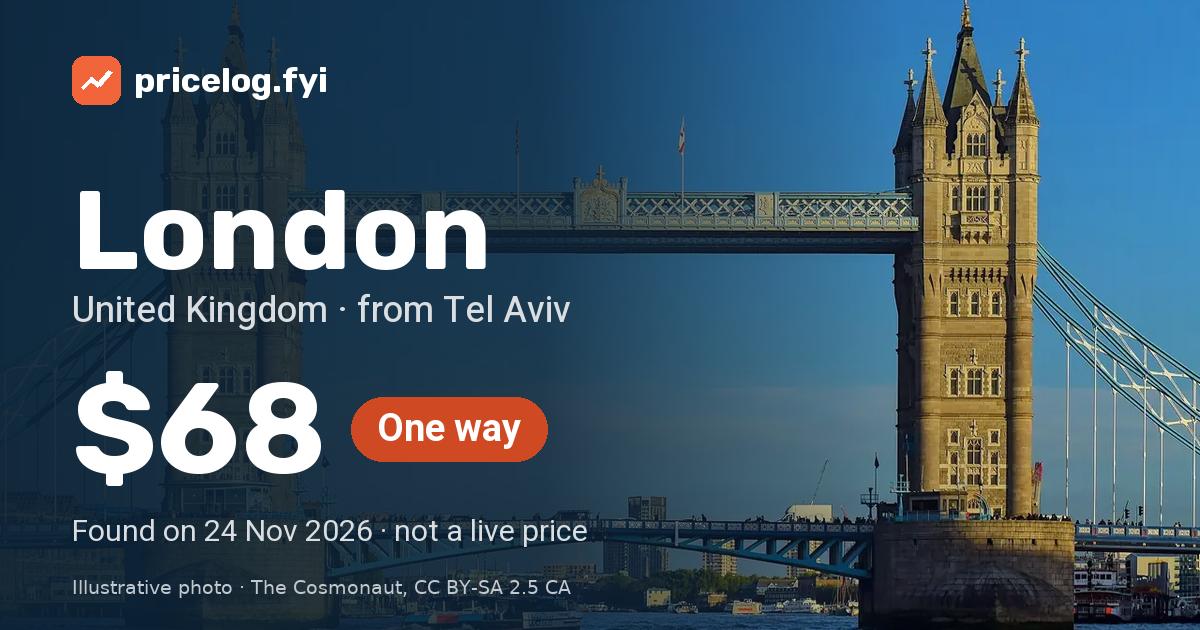 pricelog.fyi
London
United Kingdom · from Tel Aviv
$68 One way
Found on 24 Nov 2026 · not a live price
Illustrative photo · The Cosmonaut, CC BY-SA 2.5 CA